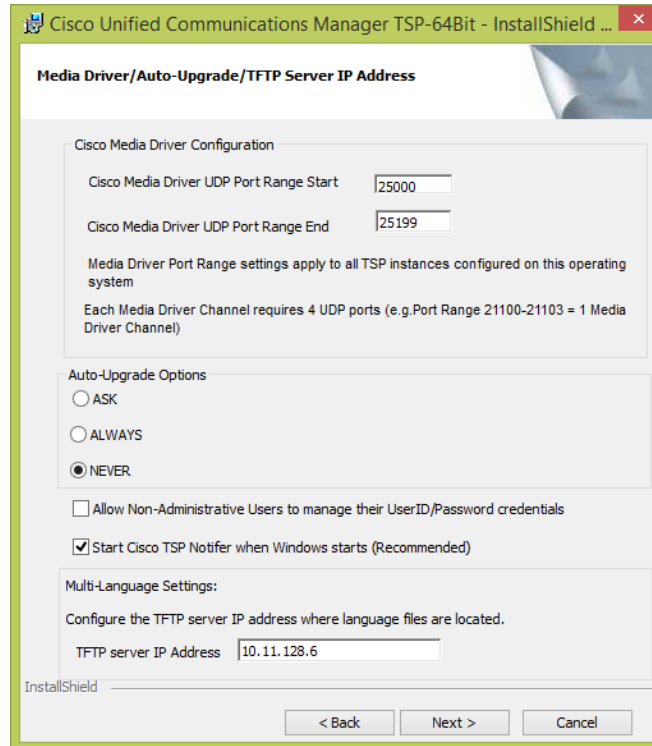 Cisco Unified Communications Manager TSP-64Bit - InstallShield ...
Media Driver/Auto-Upgrade/TFTP Server IP Address
Cisco Media Driver Configuration
Cisco Media Driver UDP Port Range Start 25000
Cisco Media Driver UDP Port Range End 25199
Media Driver Port Range settings apply to all TSP instances configured on this operating
system
Each Media Driver Channel requires 4 UDP ports (e.g.Port Range 21100-21103 = 1 Media
Driver Channel)
Auto-Upgrade Options
ASK
ALWAYS
NEVER
Allow Non-Administrative Users to manage their UserID/Password credentials
Start Cisco TSP Notifer when Windows starts (Recommended)
Multi-Language Settings:
Configure the TFTP server IP address where language files are located.
TFTP server IP Address 10.11.128.6
InstallShield
< Back Next > Cancel